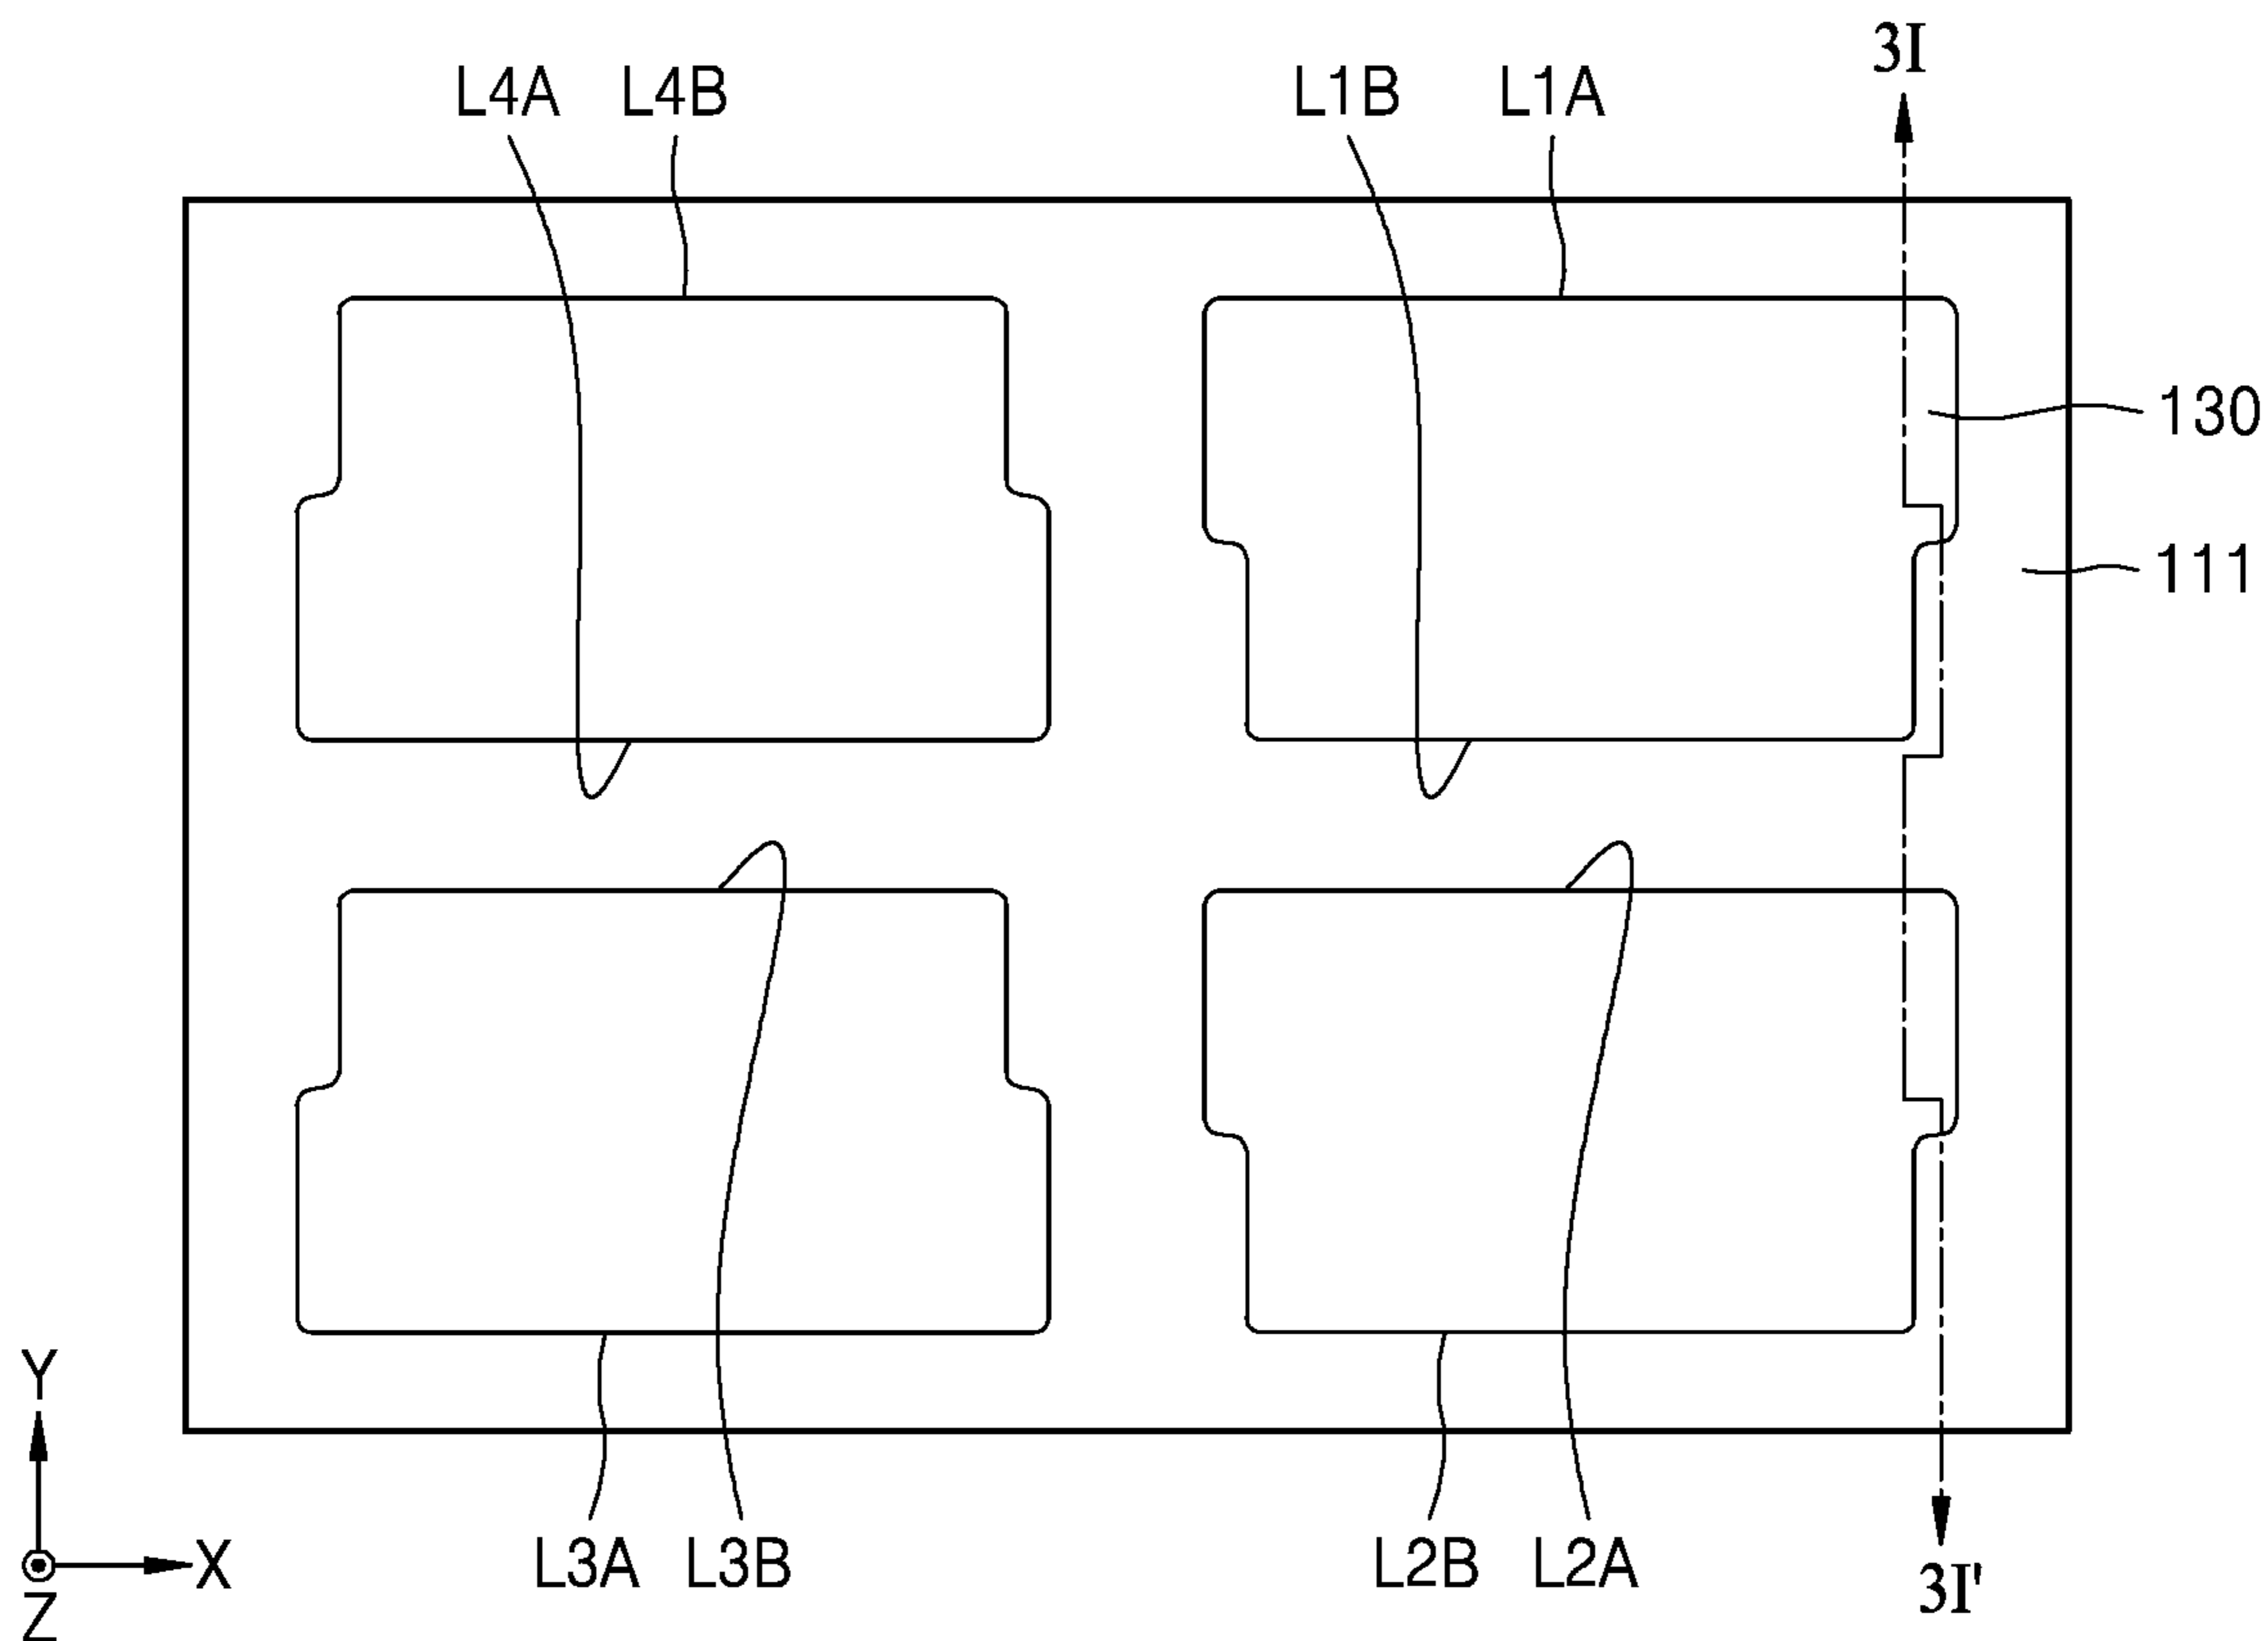 3I
L4A L4B L1B L1A
130
111
Y
X
Z
L3A L3B L2B L2A
3I'